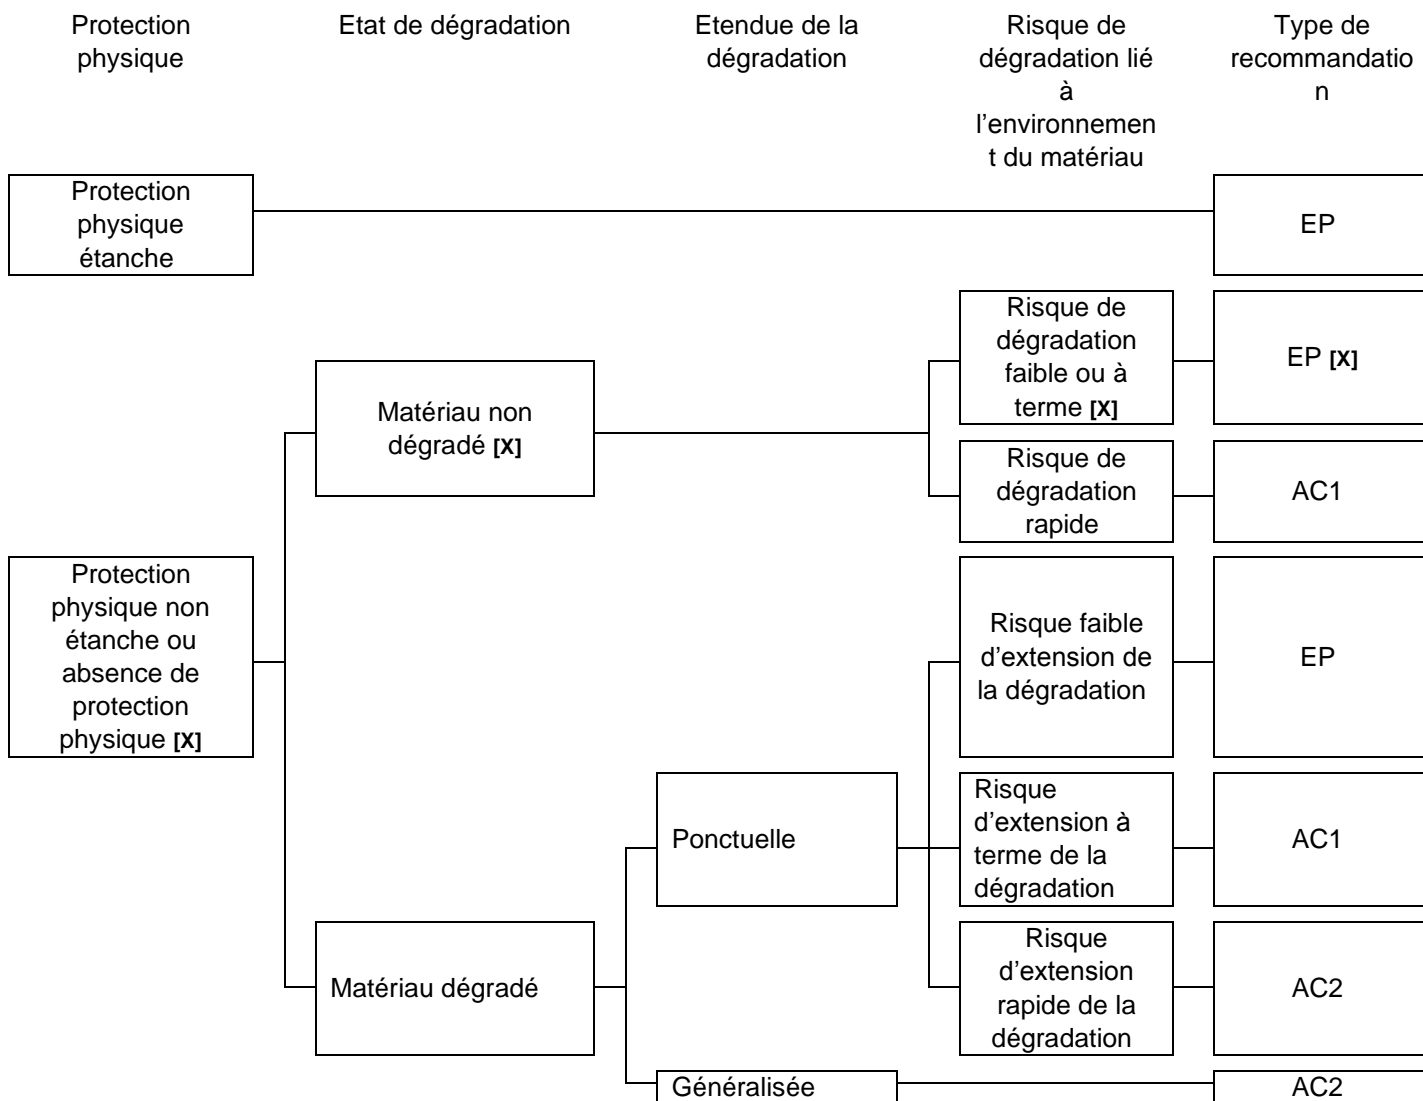 Protection
physique
Etat de dégradation
Etendue de la
dégradation
Risque de
dégradation lié
à
l'environnemen
t du matériau
Type de
recommandatio
n
Protection
physique
étanche
EP
Risque de
dégradation
faible ou à
terme [X]
EP [X]
Matériau non
dégradé [X]
Risque de
dégradation
rapide
AC1
Protection
physique non
étanche ou
absence de
protection
physique [X]
Risque faible
d'extension de
la dégradation
EP
Ponctuelle
Risque
d'extension à
terme de la
dégradation
AC1
Matériau dégradé
Risque
d'extension
rapide de la
dégradation
AC2
Généralisée
AC2